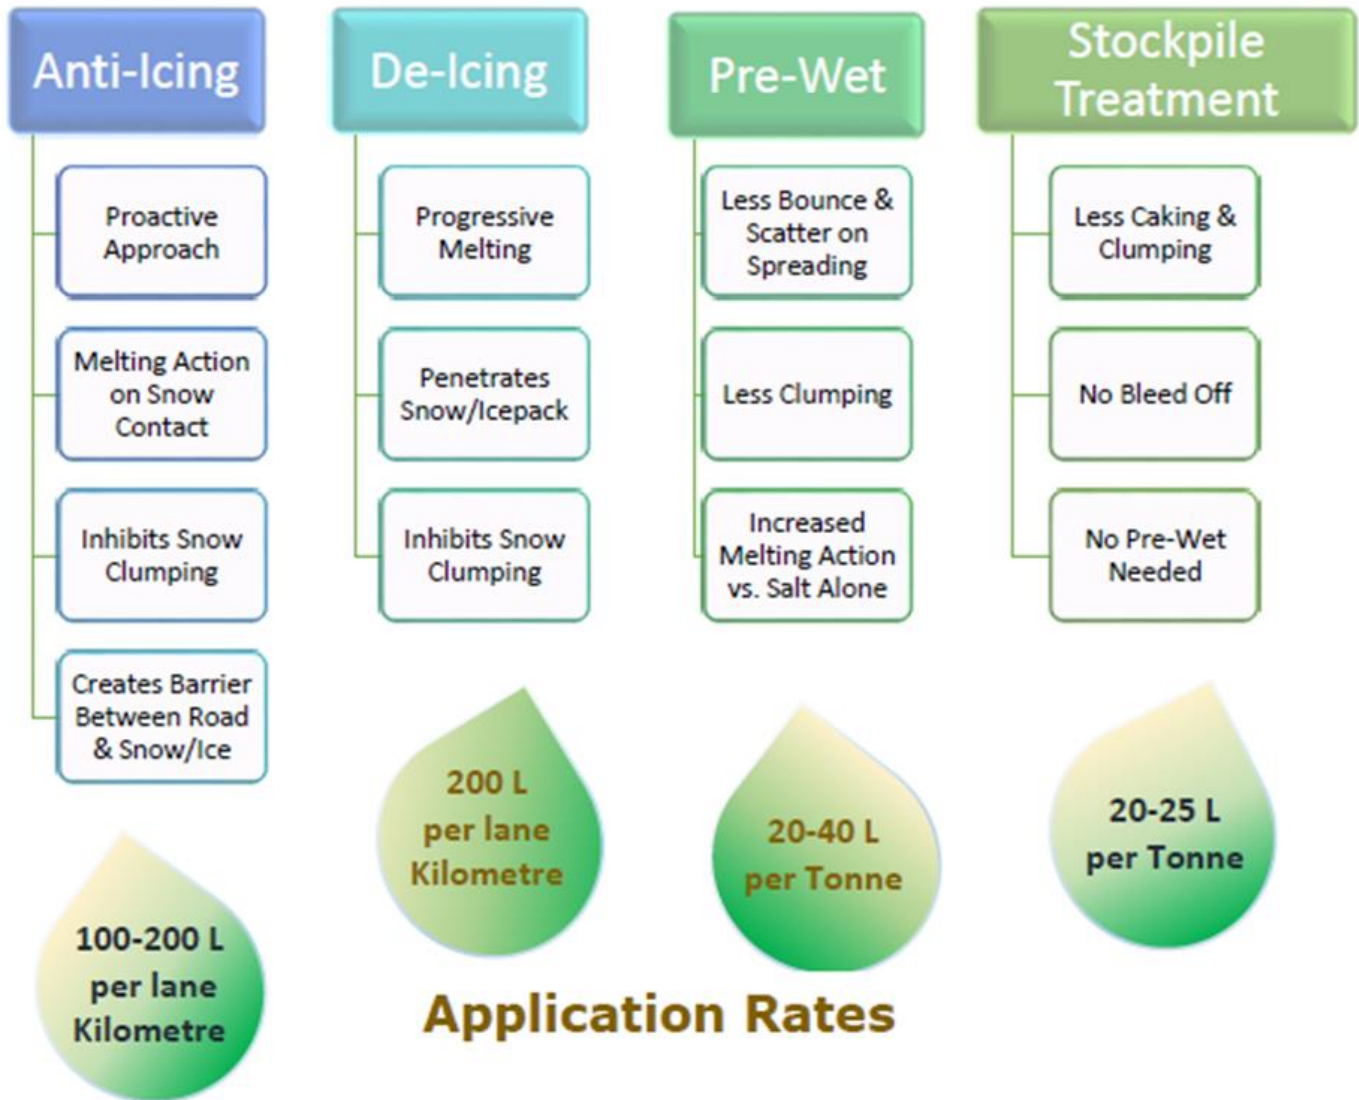 Anti-Icing
Proactive
Approach
Melting Action
on Snow
Contact
Inhibits Snow
Clumping
Creates Barrier
Between Road
& Snow/Ice
100-200 L
per lane
Kilometre
De-Icing
Progressive
Melting
Penetrates
Snow/Icepack
Inhibits Snow
Clumping
200 L
per lane
Kilometre
Pre-Wet
Less Bounce &
Scatter on
Spreading
Less Clumping
Increased
Melting Action
vs. Salt Alone
20-40 L
per Tonne
Stockpile
Treatment
Less Caking &
Clumping
No Bleed Off
No Pre-Wet
Needed
20-25 L
per Tonne
Application Rates